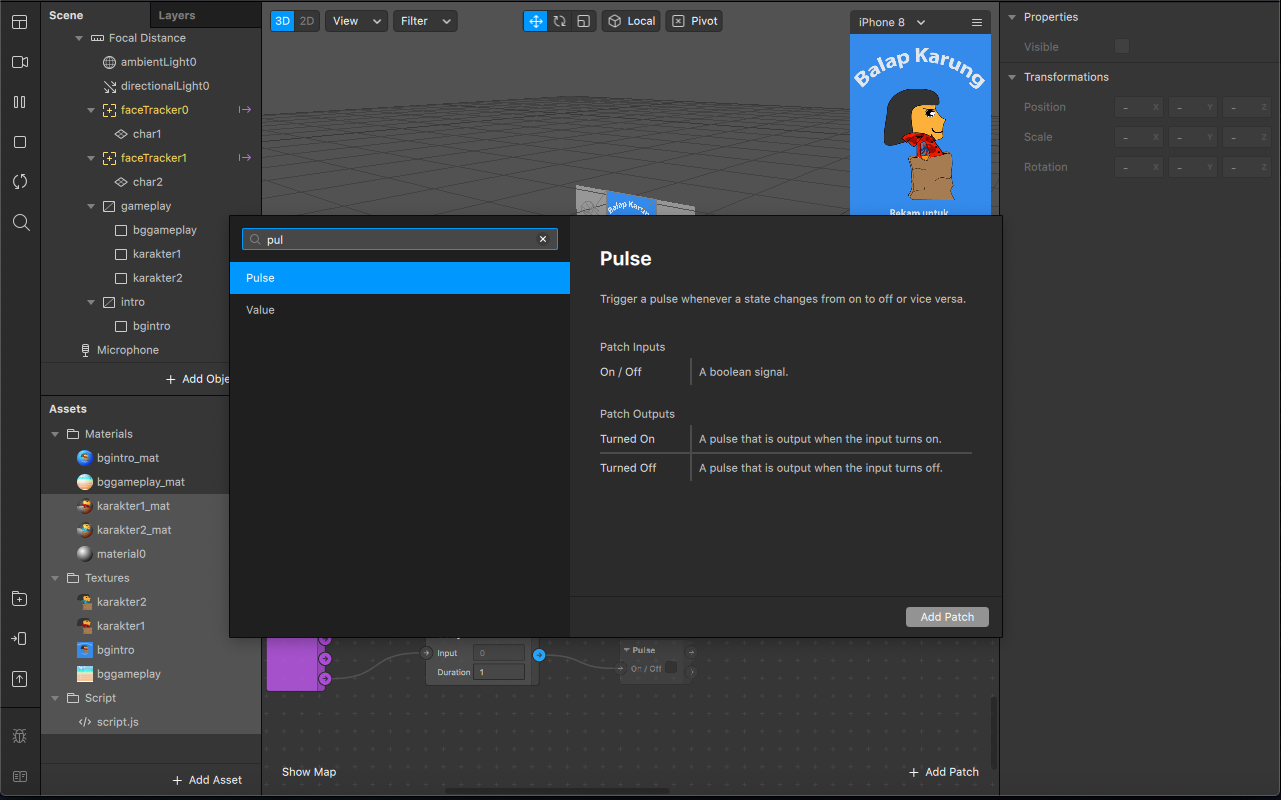 Scene
Layers
Focal Distance
ambientLight0
directionalLight0
faceTracker0
char1
faceTracker1
char2
gameplay
bggameplay
karakter1
karakter2
intro
bgintro
Microphone
+ Add Obje
Assets
Materials
bgintro_mat
bggameplay_mat
karakter1_mat
karakter2_mat
material0
Textures
karakter2
karakter1
bgintro
bggameplay
Script
script.js
+ Add Asset
3D 2D View Filter Local Pivot
iPhone 8
Balap Karung
Rekam untuk
Balap Karung
pul
Pulse
Value
Pulse
Trigger a pulse whenever a state changes from on to off or vice versa.
Patch Inputs
On / Off A boolean signal.
Patch Outputs
Turned On A pulse that is output when the input turns on.
Turned Off A pulse that is output when the input turns off.
Add Patch
Input 0
Duration 1
Pulse
On / Off
Show Map
+ Add Patch
Properties
Visible
Transformations
Position - X - Y - Z
Scale - X - Y - Z
Rotation - X - Y - Z